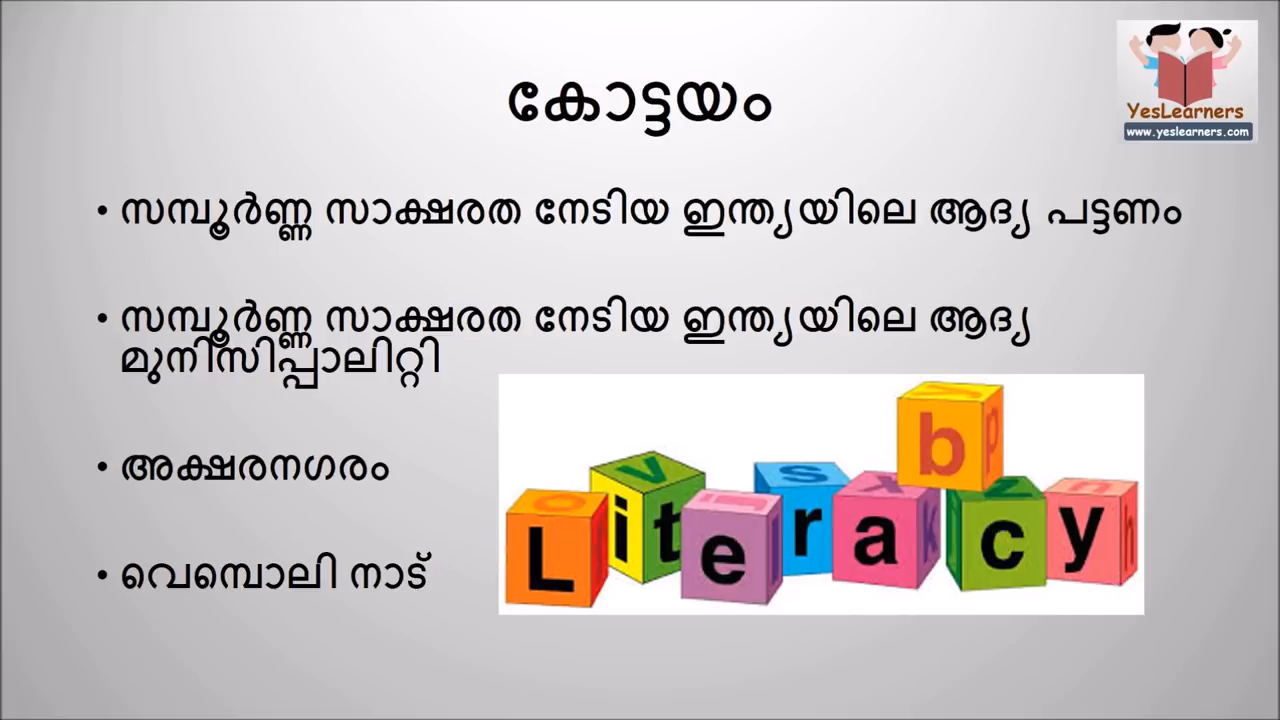 കോട്ടയം
YesLearners
www.yeslearners.com
• സമ്പൂർണ്ണ സാക്ഷരത നേടിയ ഇന്ത്യയിലെ ആദ്യ പട്ടണം
• സമ്പൂർണ്ണ സാക്ഷരത നേടിയ ഇന്ത്യയിലെ ആദ്യ
മുനിസിപ്പാലിറ്റി
• അക്ഷരനഗരം
• വെമ്പൊലി നാട്
b
Literacy